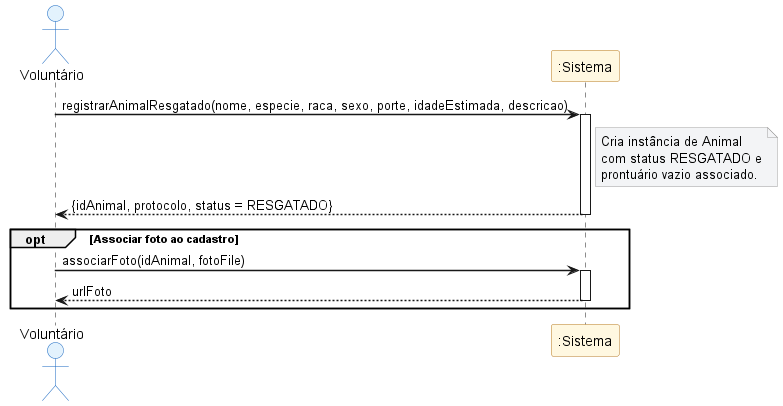 Voluntário
:Sistema
registrarAnimalResgatado(nome, especie, raca, sexo, porte, idadeEstimada, descricao)
Cria instância de Animal
com status RESGATADO e
prontuário vazio associado.
{idAnimal, protocolo, status = RESGATADO}
opt [Associar foto ao cadastro]
associarFoto(idAnimal, fotoFile)
urlFoto
Voluntário
:Sistema